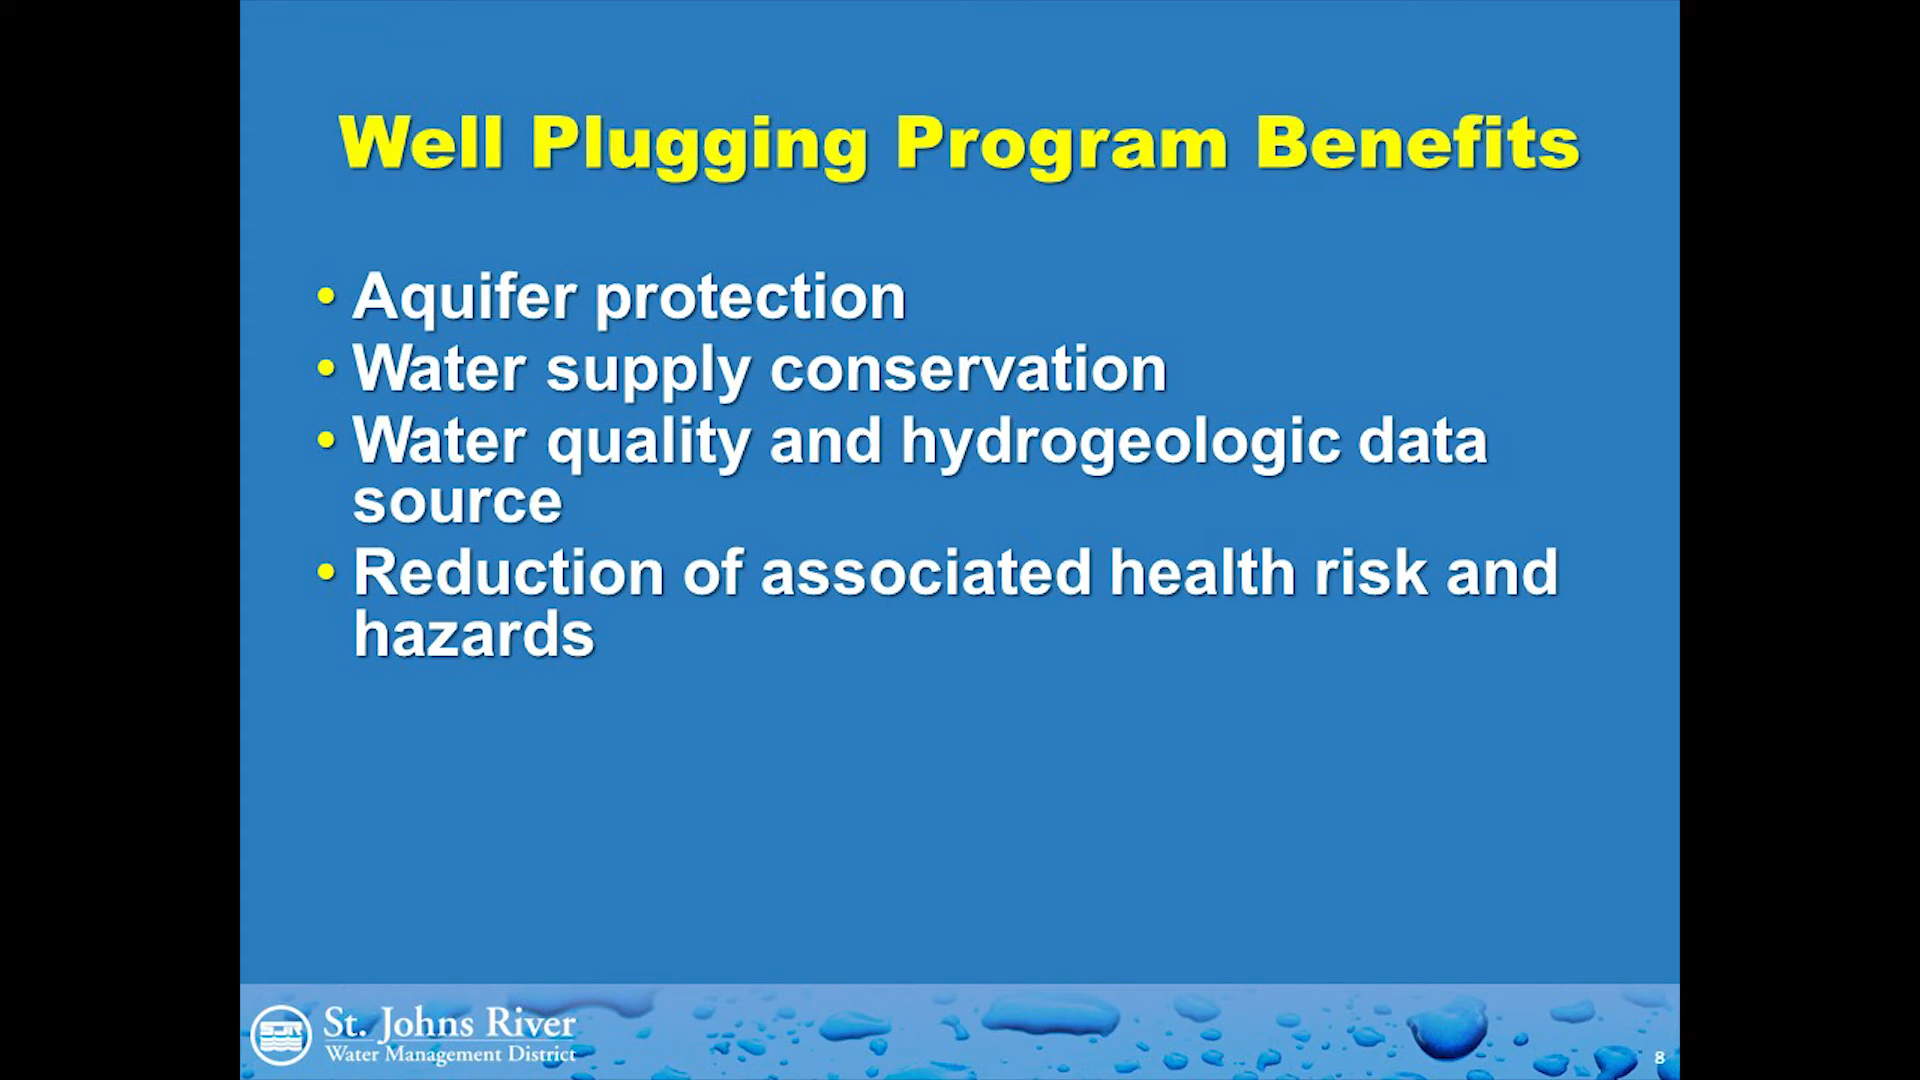 Well Plugging Program Benefits
• Aquifer protection
• Water supply conservation
• Water quality and hydrogeologic data
source
• Reduction of associated health risk and
hazards
SJR
St. Johns River
Water Management District
8